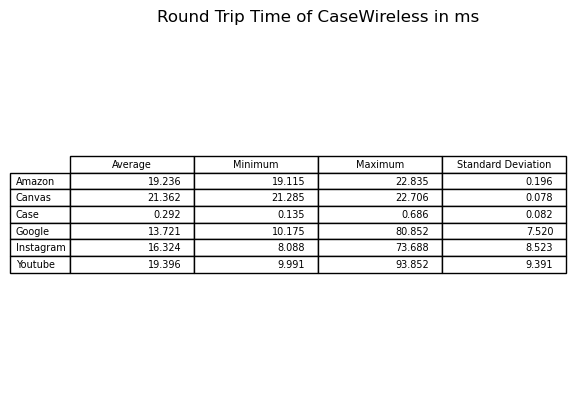 Round Trip Time of CaseWireless in ms
Average Minimum Maximum Standard Deviation
Amazon 19.236 19.115 22.835 0.196
Canvas 21.362 21.285 22.706 0.078
Case 0.292 0.135 0.686 0.082
Google 13.721 10.175 80.852 7.520
Instagram 16.324 8.088 73.688 8.523
Youtube 19.396 9.991 93.852 9.391